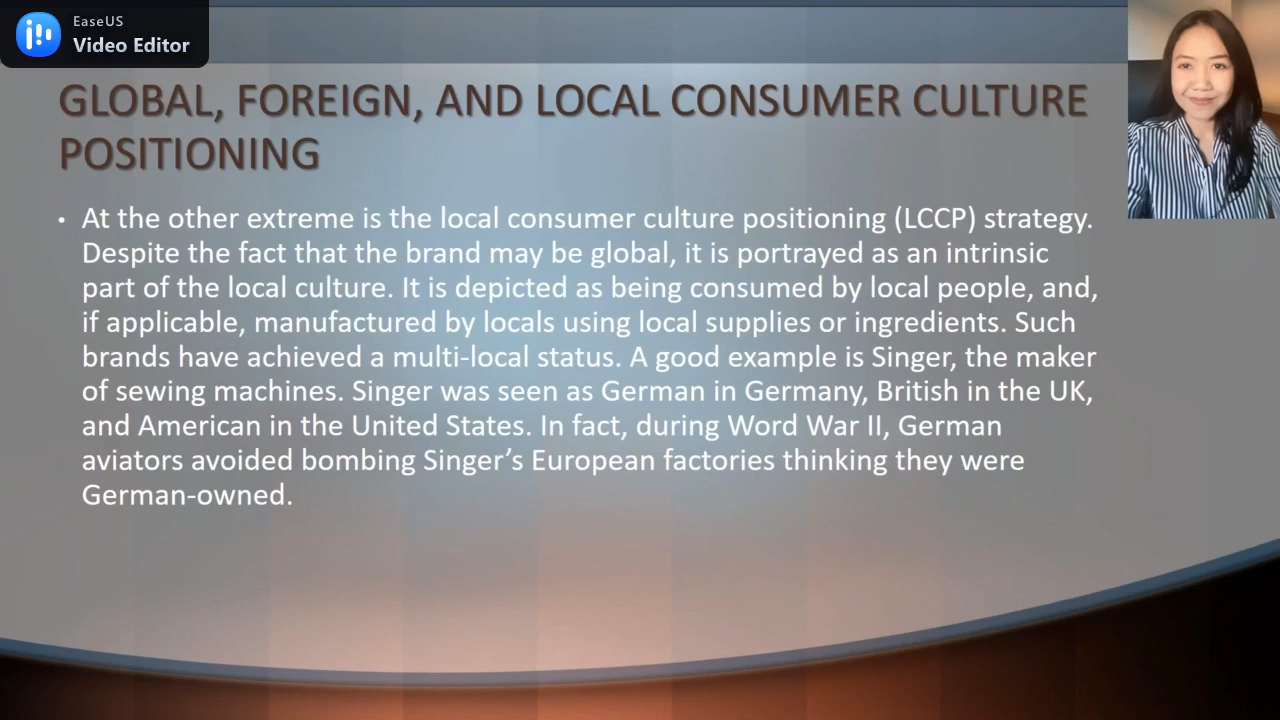 EaseUS
Video Editor
GLOBAL, FOREIGN, AND LOCAL CONSUMER CULTURE
POSITIONING
• At the other extreme is the local consumer culture positioning (LCCP) strategy.
Despite the fact that the brand may be global, it is portrayed as an intrinsic
part of the local culture. It is depicted as being consumed by local people, and,
if applicable, manufactured by locals using local supplies or ingredients. Such
brands have achieved a multi-local status. A good example is Singer, the maker
of sewing machines. Singer was seen as German in Germany, British in the UK,
and American in the United States. In fact, during Word War II, German
aviators avoided bombing Singer’s European factories thinking they were
German-owned.